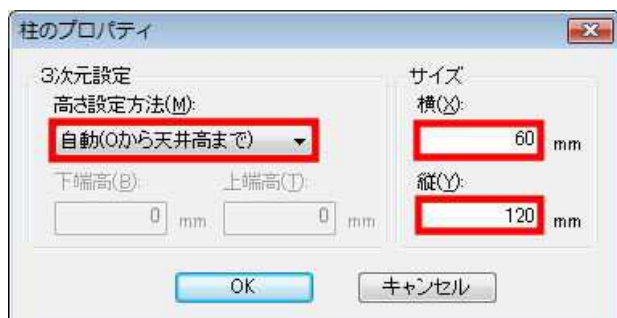 柱のプロパティ
3次元設定
高さ設定方法(M):
自動(0から天井高まで)
下端高(B):
上端高(T):
0 mm
0 mm
サイズ
横(X):
60 mm
縦(Y):
120 mm
OK
キャンセル